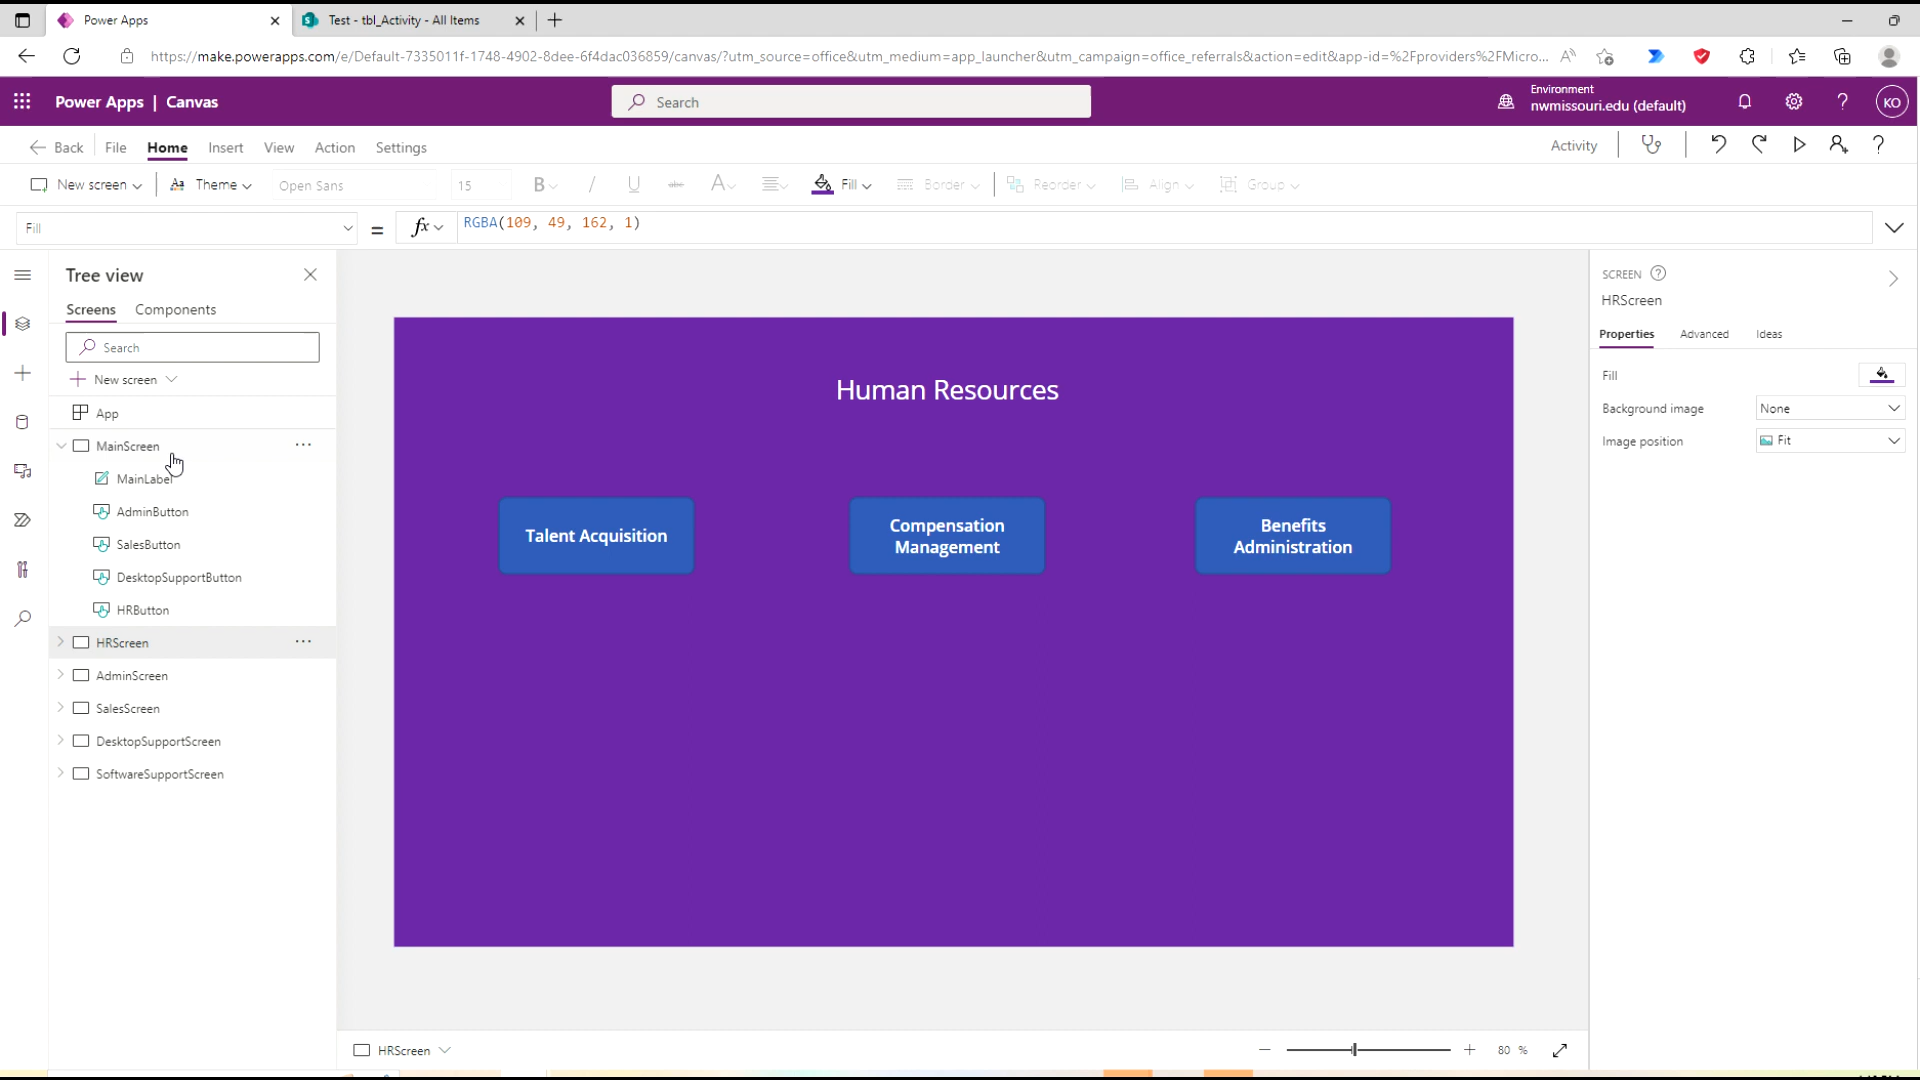 Power Apps
Test - tbl_Activity - All Items
https://make.powerapps.com/e/Default-7335011f-1748-4902-8dee-6f4dac036859/canvas/?utm_source=office&utm_medium=app_launcher&utm_campaign=office_referrals&action=edit&app-id=%2Fproviders%2FMicro...
Power Apps | Canvas
Search
Environment
nwmissouri.edu (default)
KO
Back
File
Home
Insert
View
Action
Settings
Activity
New screen
Theme
Open Sans
15
B
Fill
Border
Reorder
Align
Group
Fill
=
fx
RGBA(109, 49, 162, 1)
Tree view
Screens
Components
Search
New screen
App
MainScreen
MainLabel
AdminButton
SalesButton
DesktopSupportButton
HRButton
HRScreen
AdminScreen
SalesScreen
DesktopSupportScreen
SoftwareSupportScreen
Human Resources
Talent Acquisition
Compensation
Management
Benefits
Administration
SCREEN
HRScreen
Properties
Advanced
Ideas
Fill
Background image
None
Image position
Fit
HRScreen
80 %